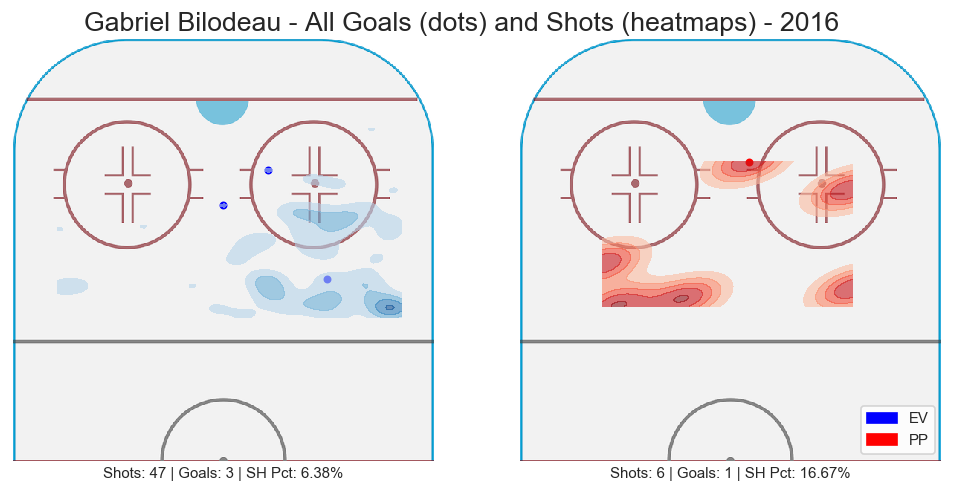 Gabriel Bilodeau - All Goals (dots) and Shots (heatmaps) - 2016
EV
PP
Shots: 47 | Goals: 3 | SH Pct: 6.38%
Shots: 6 | Goals: 1 | SH Pct: 16.67%